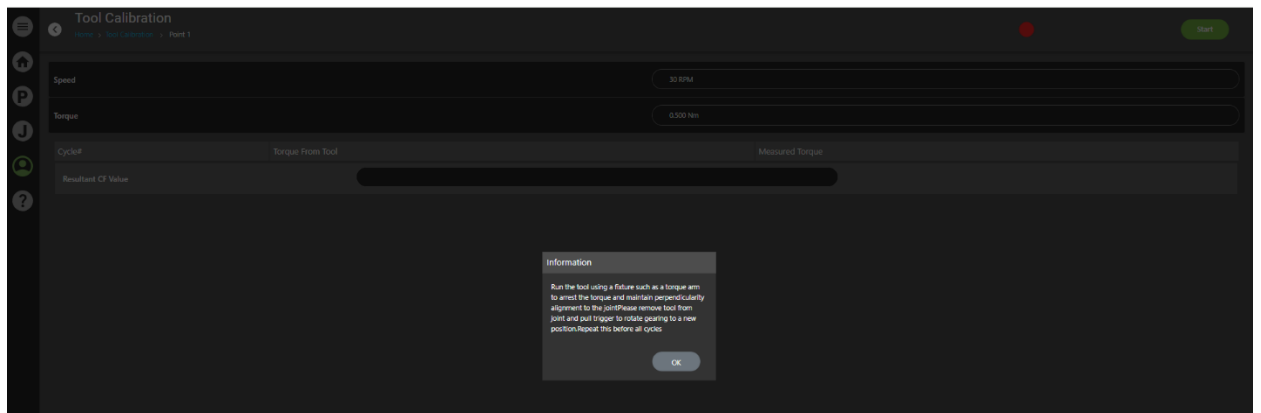 Tool Calibration
Home > Tool Calibration > Point 1
Start
Speed
30 RPM
Torque
0.500 Nm
Cycle# Torque From Tool Measured Torque
Resultant CF Value
Information
Run the tool using a fixture such as a torque arm
to arrest the torque and maintain perpendicularity
alignment to the jointPlease remove tool from
joint and pull trigger to rotate gearing to a new
position.Repeat this before all cycles
OK
P
J
?